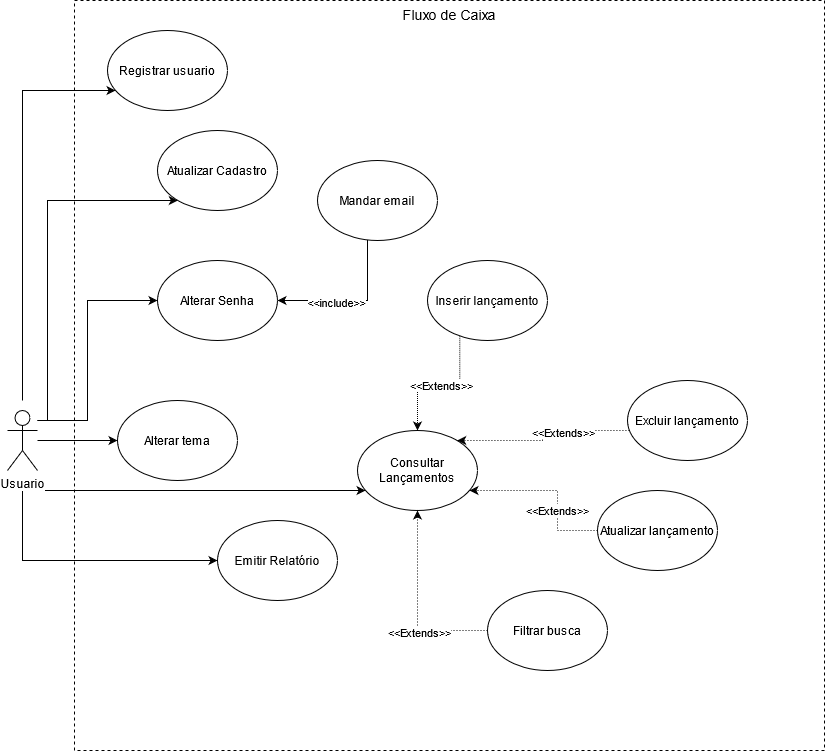 Fluxo de Caixa
Registrar usuario
Atualizar Cadastro
Mandar email
Alterar Senha
<<include>>
Inserir lançamento
<<Extends>>
Excluir lançamento
<<Extends>>
Alterar tema
Consultar
Lançamentos
Usuario
<<Extends>>
Atualizar lançamento
Emitir Relatório
<<Extends>>
Filtrar busca